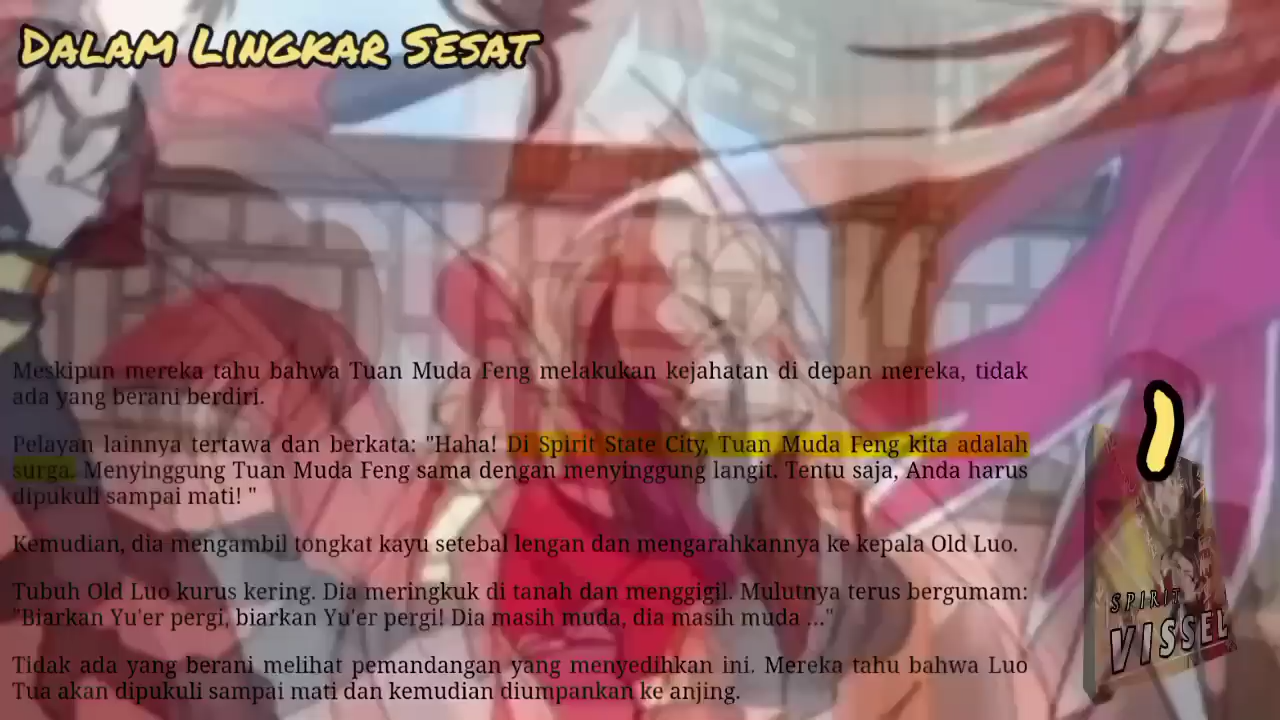 DALAM LINGKAR SESAT
Meskipun mereka tahu bahwa Tuan Muda Feng melakukan kejahatan di depan mereka, tidak
ada yang berani berdiri.
Pelayan lainnya tertawa dan berkata: "Haha! Di Spirit State City, Tuan Muda Feng kita adalah
surga. Menyinggung Tuan Muda Feng sama dengan menyinggung langit. Tentu saja, Anda harus
dipukuli sampai mati! "
Kemudian, dia mengambil tongkat kayu setebal lengan dan mengarahkannya ke kepala Old Luo.
Tubuh Old Luo kurus kering. Dia meringkuk di tanah dan menggigil. Mulutnya terus bergumam:
"Biarkan Yu'er pergi, biarkan Yu'er pergi! Dia masih muda, dia masih muda ..."
Tidak ada yang berani melihat pemandangan yang menyedihkan ini. Mereka tahu bahwa Luo
Tua akan dipukuli sampai mati dan kemudian diumpankan ke anjing.
1
SPIRIT
VISSEL